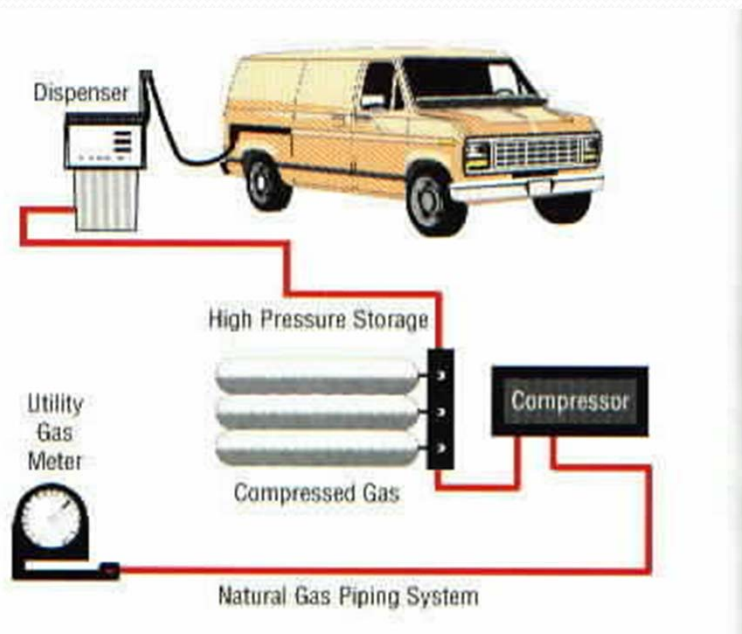 Dispenser
High Pressure Storage
Compressor
Utility
Gas
Meter
Compressed Gas
Natural Gas Piping System